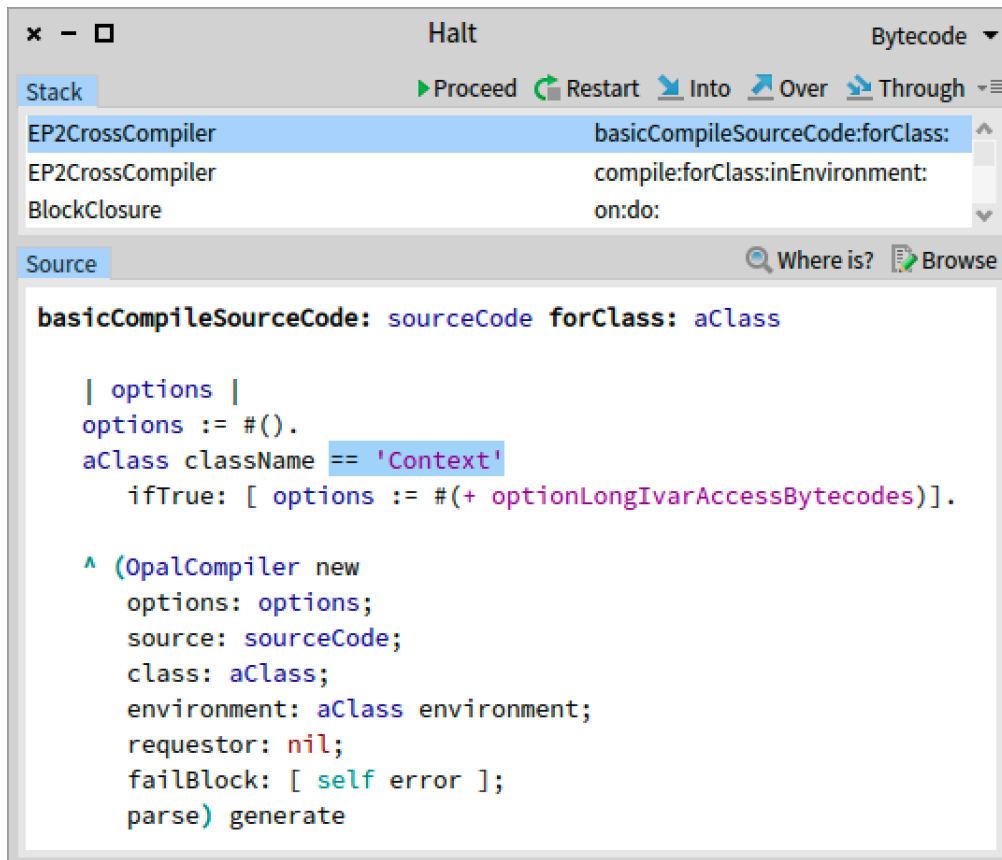 Halt Bytecode
Stack Proceed Restart Into Over Through
EP2CrossCompiler basicCompileSourceCode:forClass:
EP2CrossCompiler compile:forClass:inEnvironment:
BlockClosure on:do:
Source Where is? Browse
basicCompileSourceCode: sourceCode forClass: aClass
| options |
options := #().
aClass className == 'Context'
ifTrue: [ options := #(+ optionLongIvarAccessBytecodes)].
^ (OpalCompiler new
options: options;
source: sourceCode;
class: aClass;
environment: aClass environment;
requestor: nil;
failBlock: [ self error ];
parse) generate